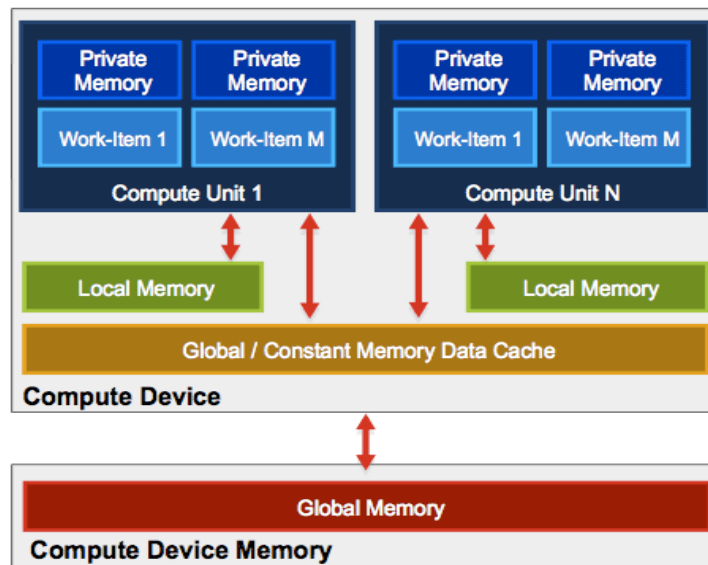 Private Memory
Private Memory
Private Memory
Private Memory
Work-Item 1
Work-Item M
Work-Item 1
Work-Item M
Compute Unit 1
Compute Unit N
Local Memory
Local Memory
Global / Constant Memory Data Cache
Compute Device
Global Memory
Compute Device Memory